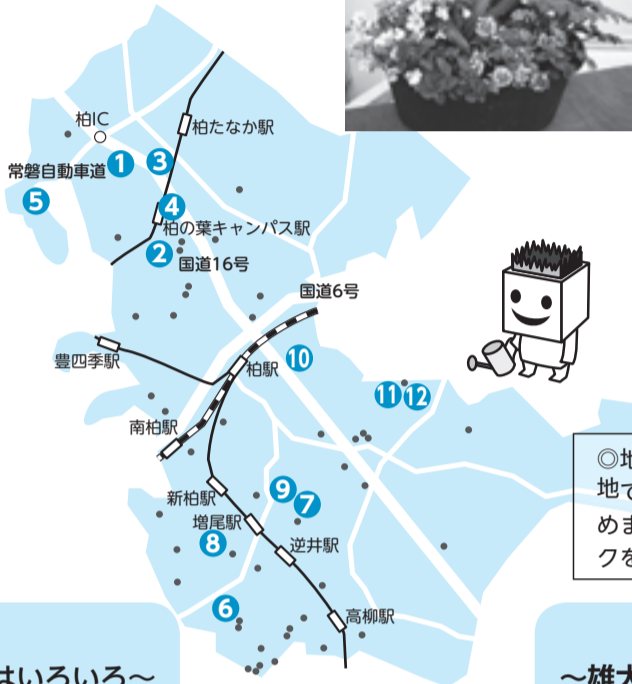 柏IC
柏たなか駅
常磐自動車道
1
3
5
4
柏の葉キャンパス駅
2
国道16号
国道6号
豊四季駅
柏駅
10
11
12
南柏駅
新柏駅
9
7
増尾駅
8
逆井駅
6
高柳駅
◎地
地で
めま
クを
はいろいろ～
～雄大